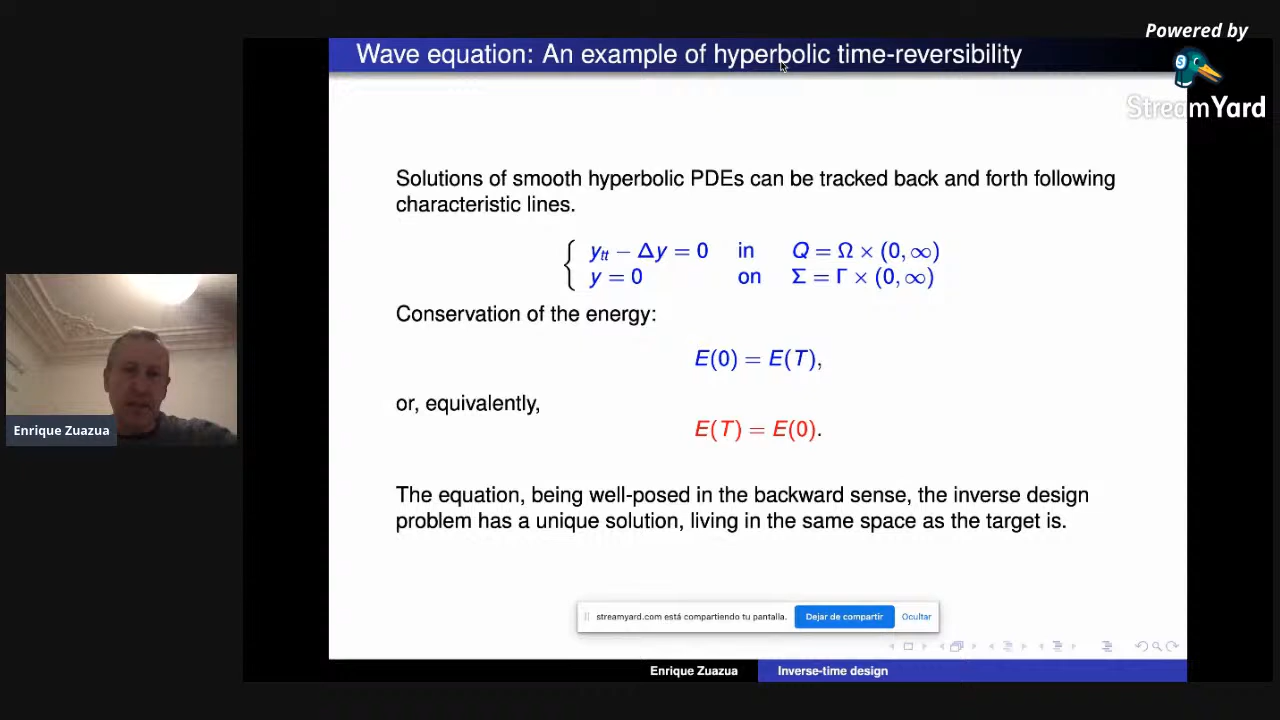 Wave equation: An example of hyperbolic time-reversibility
Powered by
StreamYard
Solutions of smooth hyperbolic PDEs can be tracked back and forth following
characteristic lines.
y_tt − Δy = 0 in Q = Ω × (0, ∞)
y = 0 on Σ = Γ × (0, ∞)
Conservation of the energy:
E(0) = E(T),
or, equivalently,
E(T) = E(0).
Enrique Zuazua
The equation, being well-posed in the backward sense, the inverse design
problem has a unique solution, living in the same space as the target is.
streamyard.com está compartiendo tu pantalla. Dejar de compartir Ocultar
Enrique Zuazua Inverse-time design